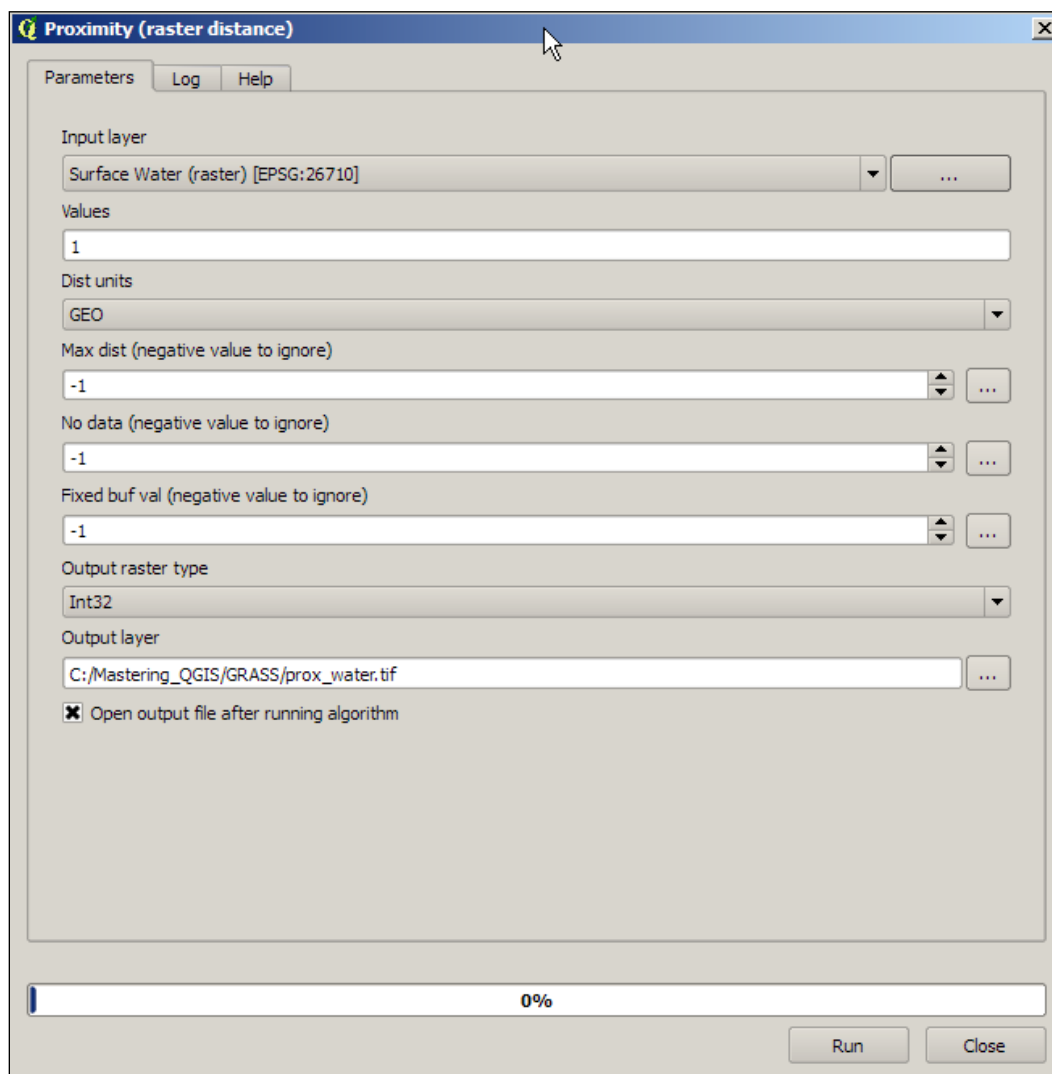 Proximity (raster distance)
Parameters Log Help
Input layer
Surface Water (raster) [EPSG:26710] ...
Values
1
Dist units
GEO
Max dist (negative value to ignore)
-1 ...
No data (negative value to ignore)
-1 ...
Fixed buf val (negative value to ignore)
-1 ...
Output raster type
Int32
Output layer
C:/Mastering_QGIS/GRASS/prox_water.tif ...
Open output file after running algorithm
0%
Run Close